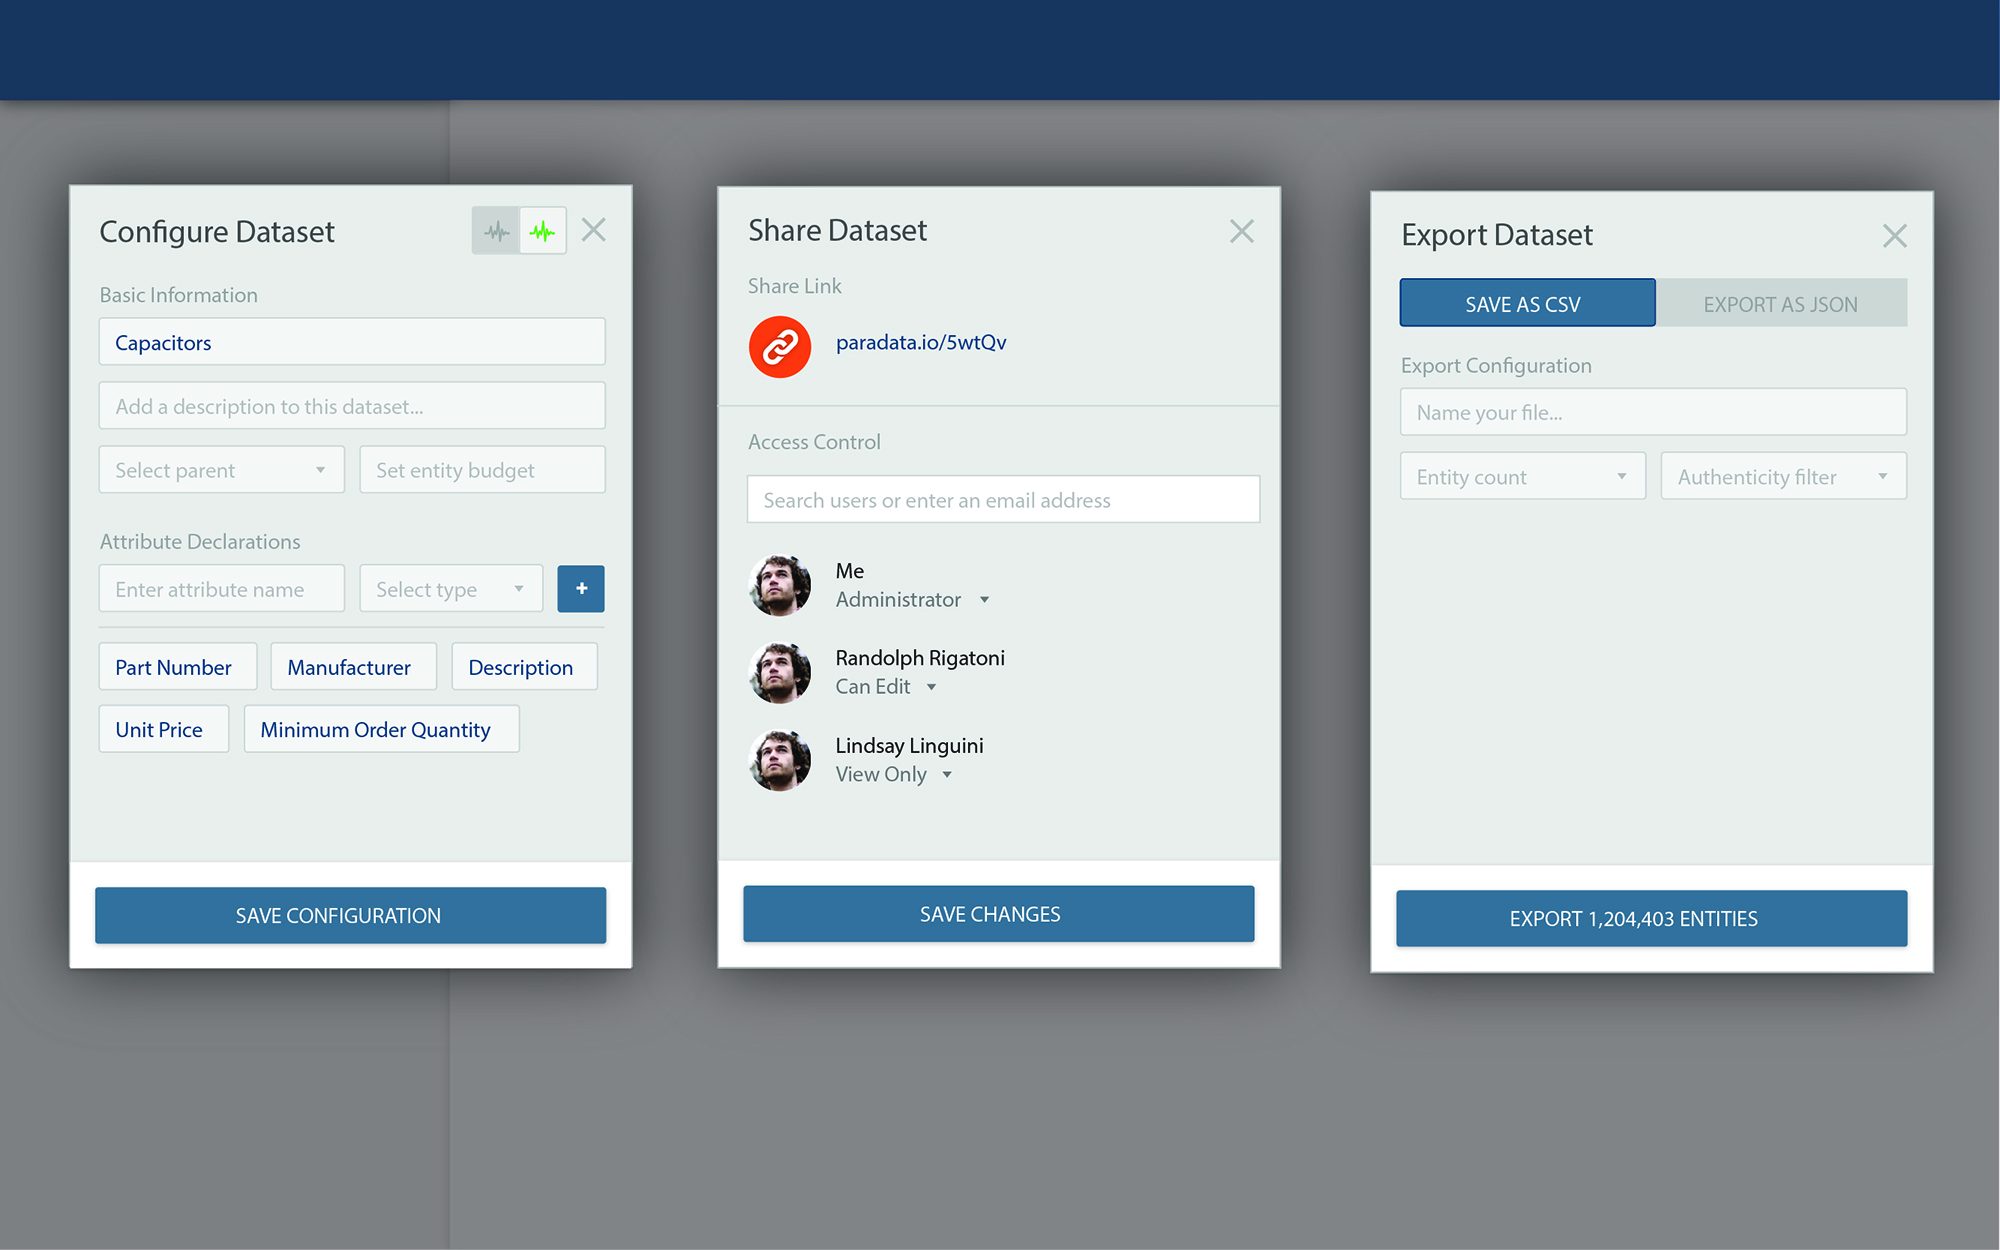 Configure Dataset
Basic Information
Capacitors
Add a description to this dataset...
Select parent
Set entity budget
Attribute Declarations
Enter attribute name
Select type
+
Part Number
Manufacturer
Description
Unit Price
Minimum Order Quantity
SAVE CONFIGURATION
Share Dataset
Share Link
paradata.io/5wtQv
Access Control
Search users or enter an email address
Me
Administrator
Randolph Rigatoni
Can Edit
Lindsay Linguini
View Only
SAVE CHANGES
Export Dataset
SAVE AS CSV
EXPORT AS JSON
Export Configuration
Name your file...
Entity count
Authenticity filter
EXPORT 1,204,403 ENTITIES